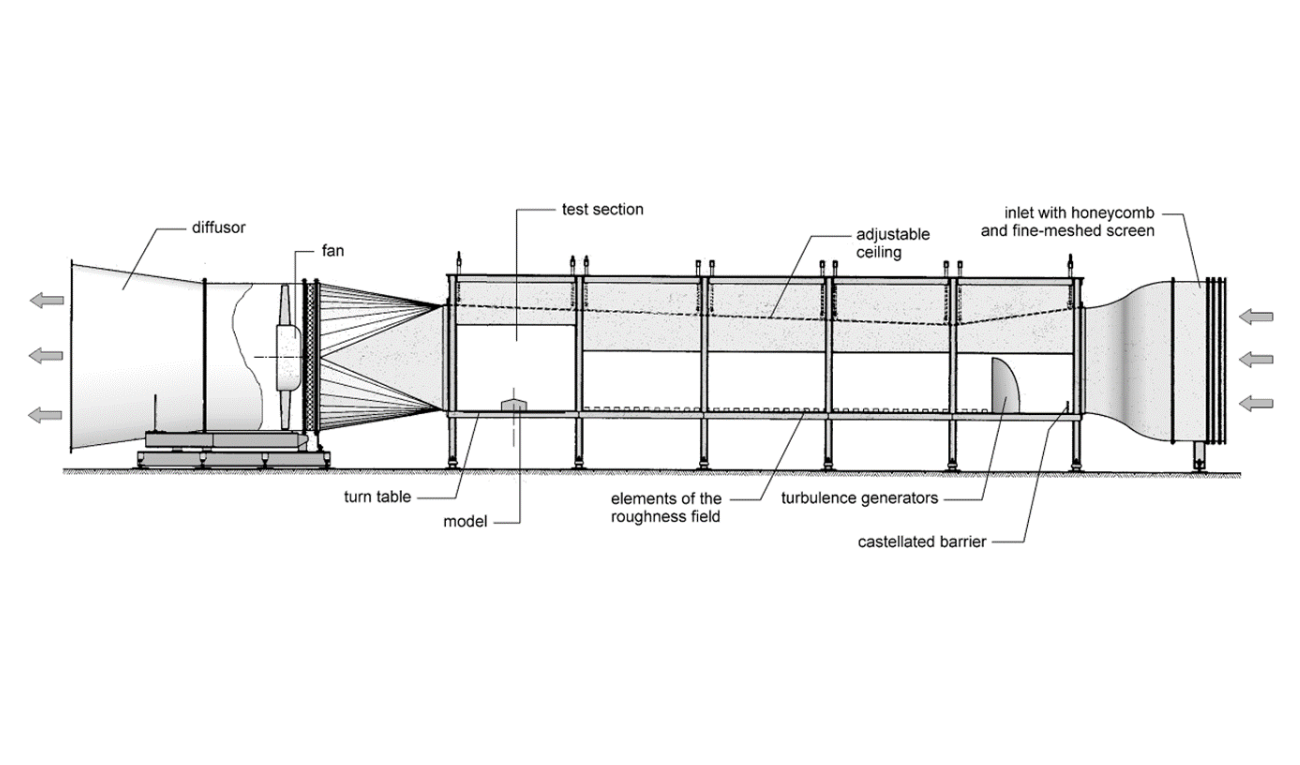 test section
inlet with honeycomb
and fine-meshed screen
diffusor
adjustable
ceiling
fan
turn table
elements of the
roughness field
turbulence generators
model
castellated barrier